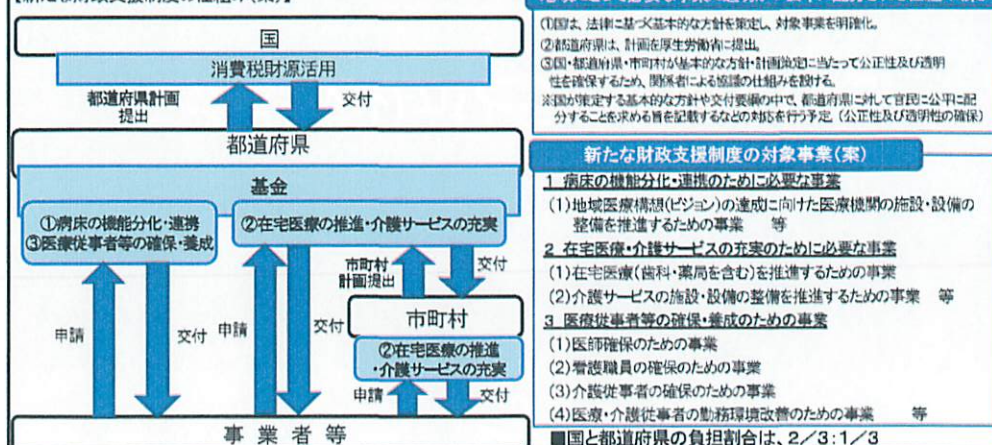 国
消費税財源活用
都道府県計画
提出
交付
都道府県
基金
①病床の機能分化・連携
③医療従事者等の確保・養成
②在宅医療の推進・介護サービスの充実
市町村
計画提出
交付
市町村
②在宅医療の推進
・介護サービスの充実
申請
交付
申請
交付
申請
交付
事業者等
①国は、法律に基づく基本的な方針を策定し、対象事業を明確化。
②都道府県は、計画を厚生労働省に提出。
③国・都道府県・市町村が基本的な方針・計画策定に当たって公正性及び透明
性を確保するため、関係者による協議の仕組みを設ける。
※国が策定する基本的な方針や交付要綱の中で、都道府県に対して官民に公平に配
分することを求める旨を記載するなどの対応を行う予定。(公正性及び透明性の確保)
新たな財政支援制度の対象事業(案)
1 病床の機能分化・連携のために必要な事業
(1)地域医療構想(ビジョン)の達成に向けた医療機関の施設・設備の
整備を推進するための事業 等
2 在宅医療・介護サービスの充実のために必要な事業
(1)在宅医療(歯科・薬局を含む)を推進するための事業
(2)介護サービスの施設・設備の整備を推進するための事業 等
3 医療従事者等の確保・養成のための事業
(1)医師確保のための事業
(2)看護職員の確保のための事業
(3)介護従事者の確保のための事業
(4)医療・介護従事者の勤務環境改善のための事業 等
■国と都道府県の負担割合は、2/3:1/3